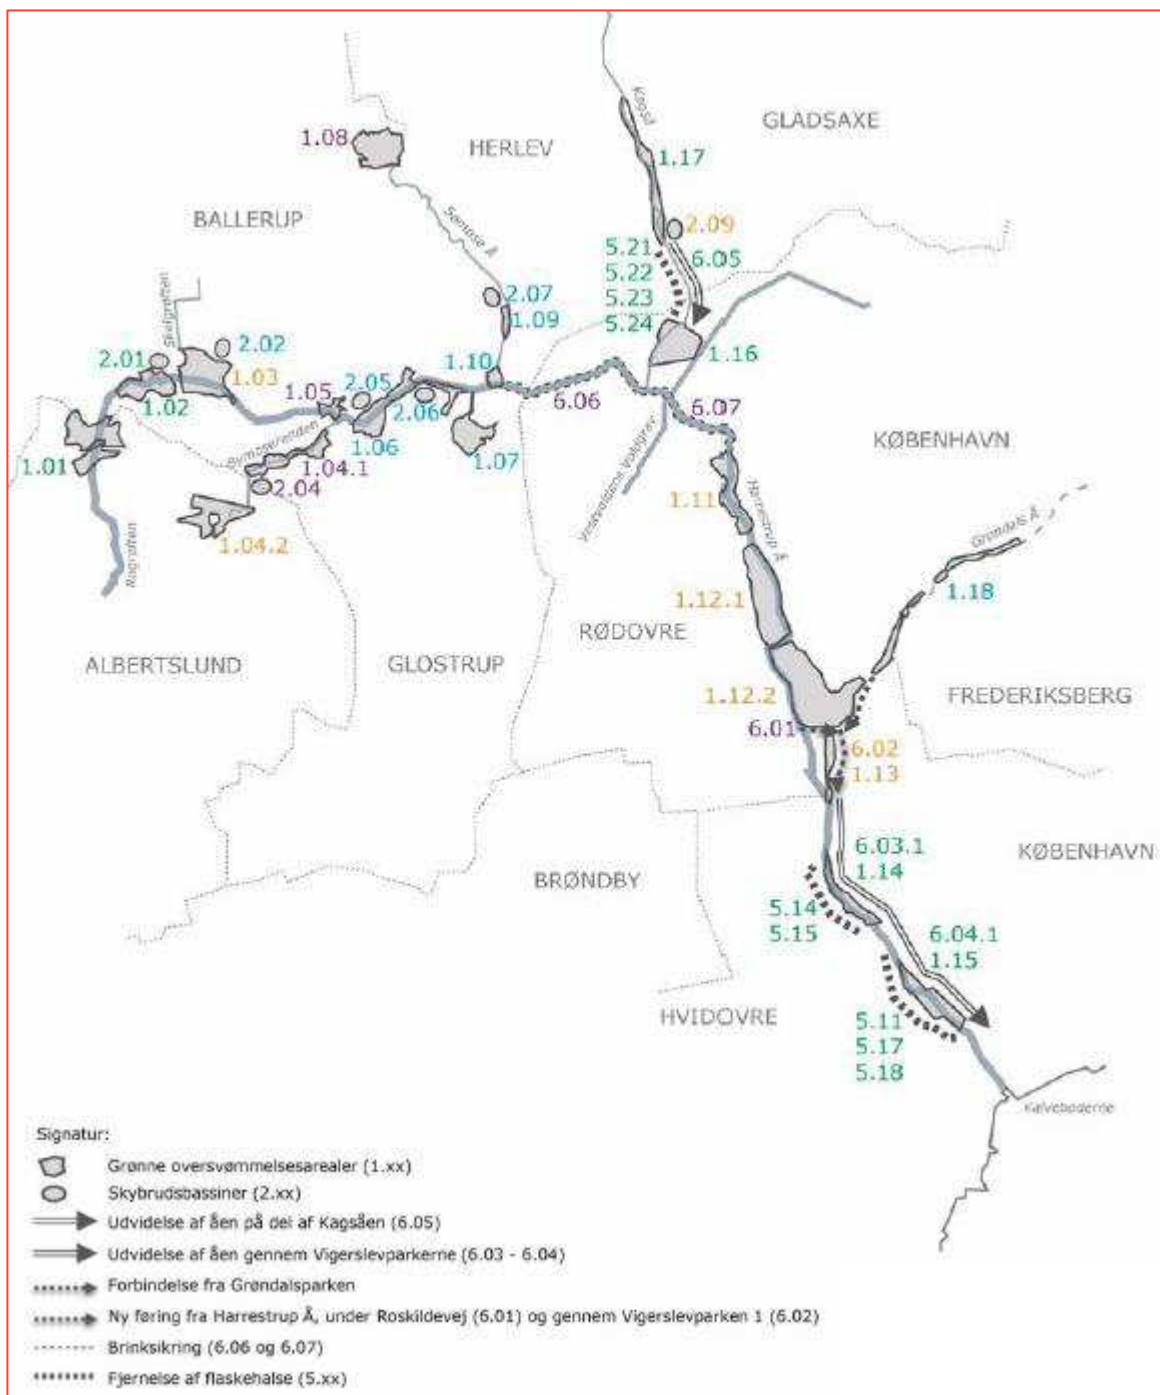 Kagså
GLADSAXE
1.08
HERLEV
1.17
BALLERUP
Sømose Å
2.09
5.21
6.05
5.22
5.23
5.24
2.07
1.09
Skelgrøften
2.01
2.02
1.10
1.16
1.03
2.05
1.02
1.05
2.06
6.06
6.07
KØBENHAVN
1.01
Bymoserenden
1.04.1
1.06
1.07
Vestvoldens Voldgrav
2.04
1.11
Harrestrup Å
1.04.2
Grøndals Å
Rogrøften
1.18
1.12.1
RØDOVRE
ALBERTSLUND
GLOSTRUP
1.12.2
FREDERIKSBERG
6.01
6.02
1.13
6.03.1
1.14
KØBENHAVN
BRØNDBY
5.14
5.15
6.04.1
1.15
HVIDOVRE
5.11
5.17
5.18
Kalveboderne
Signatur:
Grønne oversvømmelsesarealer (1.xx)
Skybrudsbassiner (2.xx)
Udvidelse af åen på del af Kagsåen (6.05)
Udvidelse af åen gennem Vigerslevparkerne (6.03 - 6.04)
Forbindelse fra Grøndalsparken
Ny føring fra Harrestrup Å, under Roskildevej (6.01) og gennem Vigerslevparken 1 (6.02)
Brinksikring (6.06 og 6.07)
Fjernelse af flaskehalse (5.xx)